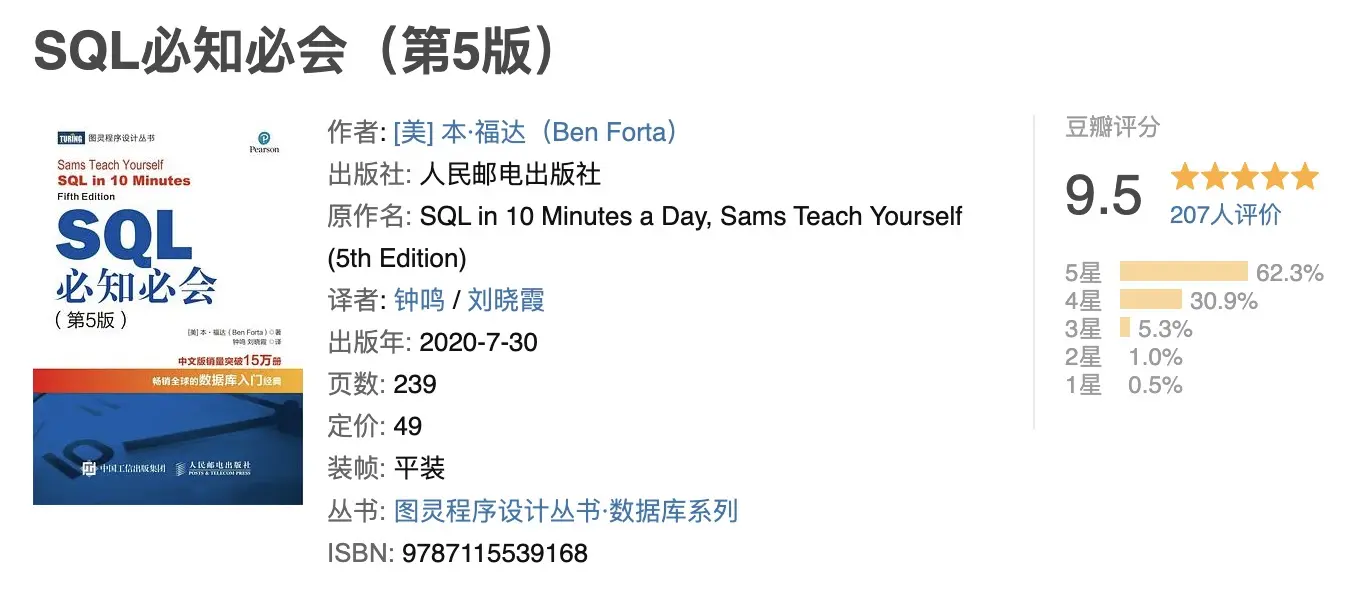 SQL必知必会（第5版）
TURING 图灵程序设计丛书
Pearson
Sams Teach Yourself
SQL in 10 Minutes
Fifth Edition
SQL
必知必会
（第5版）
[美] 本·福达（Ben Forta）◎著
钟鸣 刘晓霞 ◎译
中文版销量突破15万册
畅销全球的数据库入门经典
中国工信出版集团
人民邮电出版社
POSTS & TELECOM PRESS
作者: [美] 本·福达（Ben Forta）
出版社: 人民邮电出版社
原作名: SQL in 10 Minutes a Day, Sams Teach Yourself
(5th Edition)
译者: 钟鸣 / 刘晓霞
出版年: 2020-7-30
页数: 239
定价: 49
装帧: 平装
丛书: 图灵程序设计丛书·数据库系列
ISBN: 9787115539168
豆瓣评分
9.5
207人评价
5星 62.3%
4星 30.9%
3星 5.3%
2星 1.0%
1星 0.5%